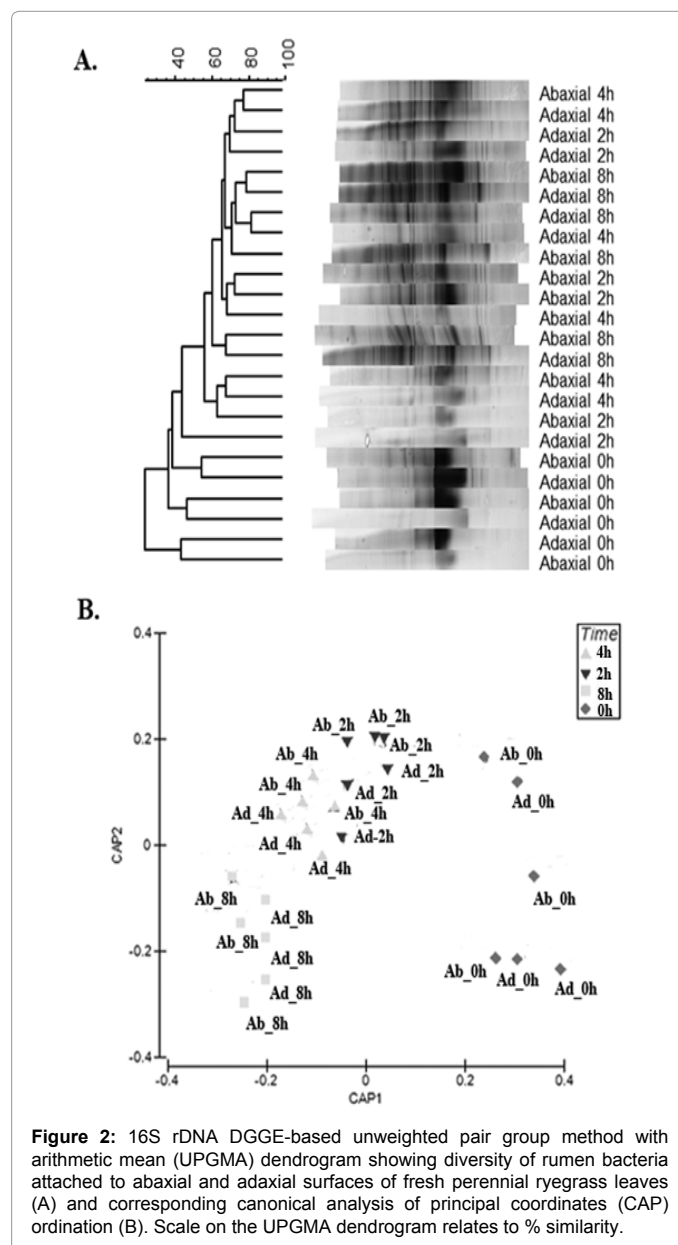 A.
40 60 80 100
Abaxial 4h
Adaxial 4h
Adaxial 2h
Adaxial 2h
Abaxial 8h
Adaxial 8h
Adaxial 8h
Adaxial 4h
Abaxial 8h
Abaxial 2h
Abaxial 2h
Abaxial 4h
Abaxial 8h
Adaxial 8h
Abaxial 4h
Adaxial 4h
Abaxial 2h
Adaxial 2h
Abaxial 0h
Adaxial 0h
Abaxial 0h
Adaxial 0h
Adaxial 0h
Abaxial 0h
B.
0.4
Time
4h
2h
8h
0h
Ab_2h
Ab_2h
0.2
Ab_2h
Ab_0h
Ab_4h
Ad_2h
Ab_4h
Ad_2h
Ad_0h
Ad_4h
Ab_4h
Ad_4h
Ad-2h
0
CAP2
Ad_4h
Ab_0h
Ab_8h
Ad_8h
Ab_8h
-0.2
Ad_8h
Ab_0h
Ad_0h
Ad_0h
Ad_8h
Ab_8h
-0.4
-0.4 -0.2 0 0.2 0.4
CAP1
Figure 2: 16S rDNA DGGE-based unweighted pair group method with
arithmetic mean (UPGMA) dendrogram showing diversity of rumen bacteria
attached to abaxial and adaxial surfaces of fresh perennial ryegrass leaves
(A) and corresponding canonical analysis of principal coordinates (CAP)
ordination (B). Scale on the UPGMA dendrogram relates to % similarity.